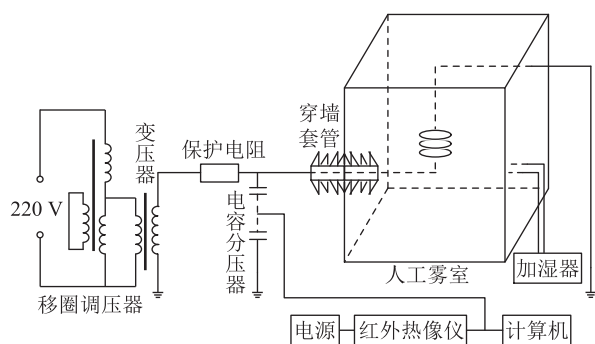 220 V
移圈调压器
变压器
保护电阻
电容分压器
穿墙
套管
人工雾室
加湿器
电源
红外热像仪
计算机